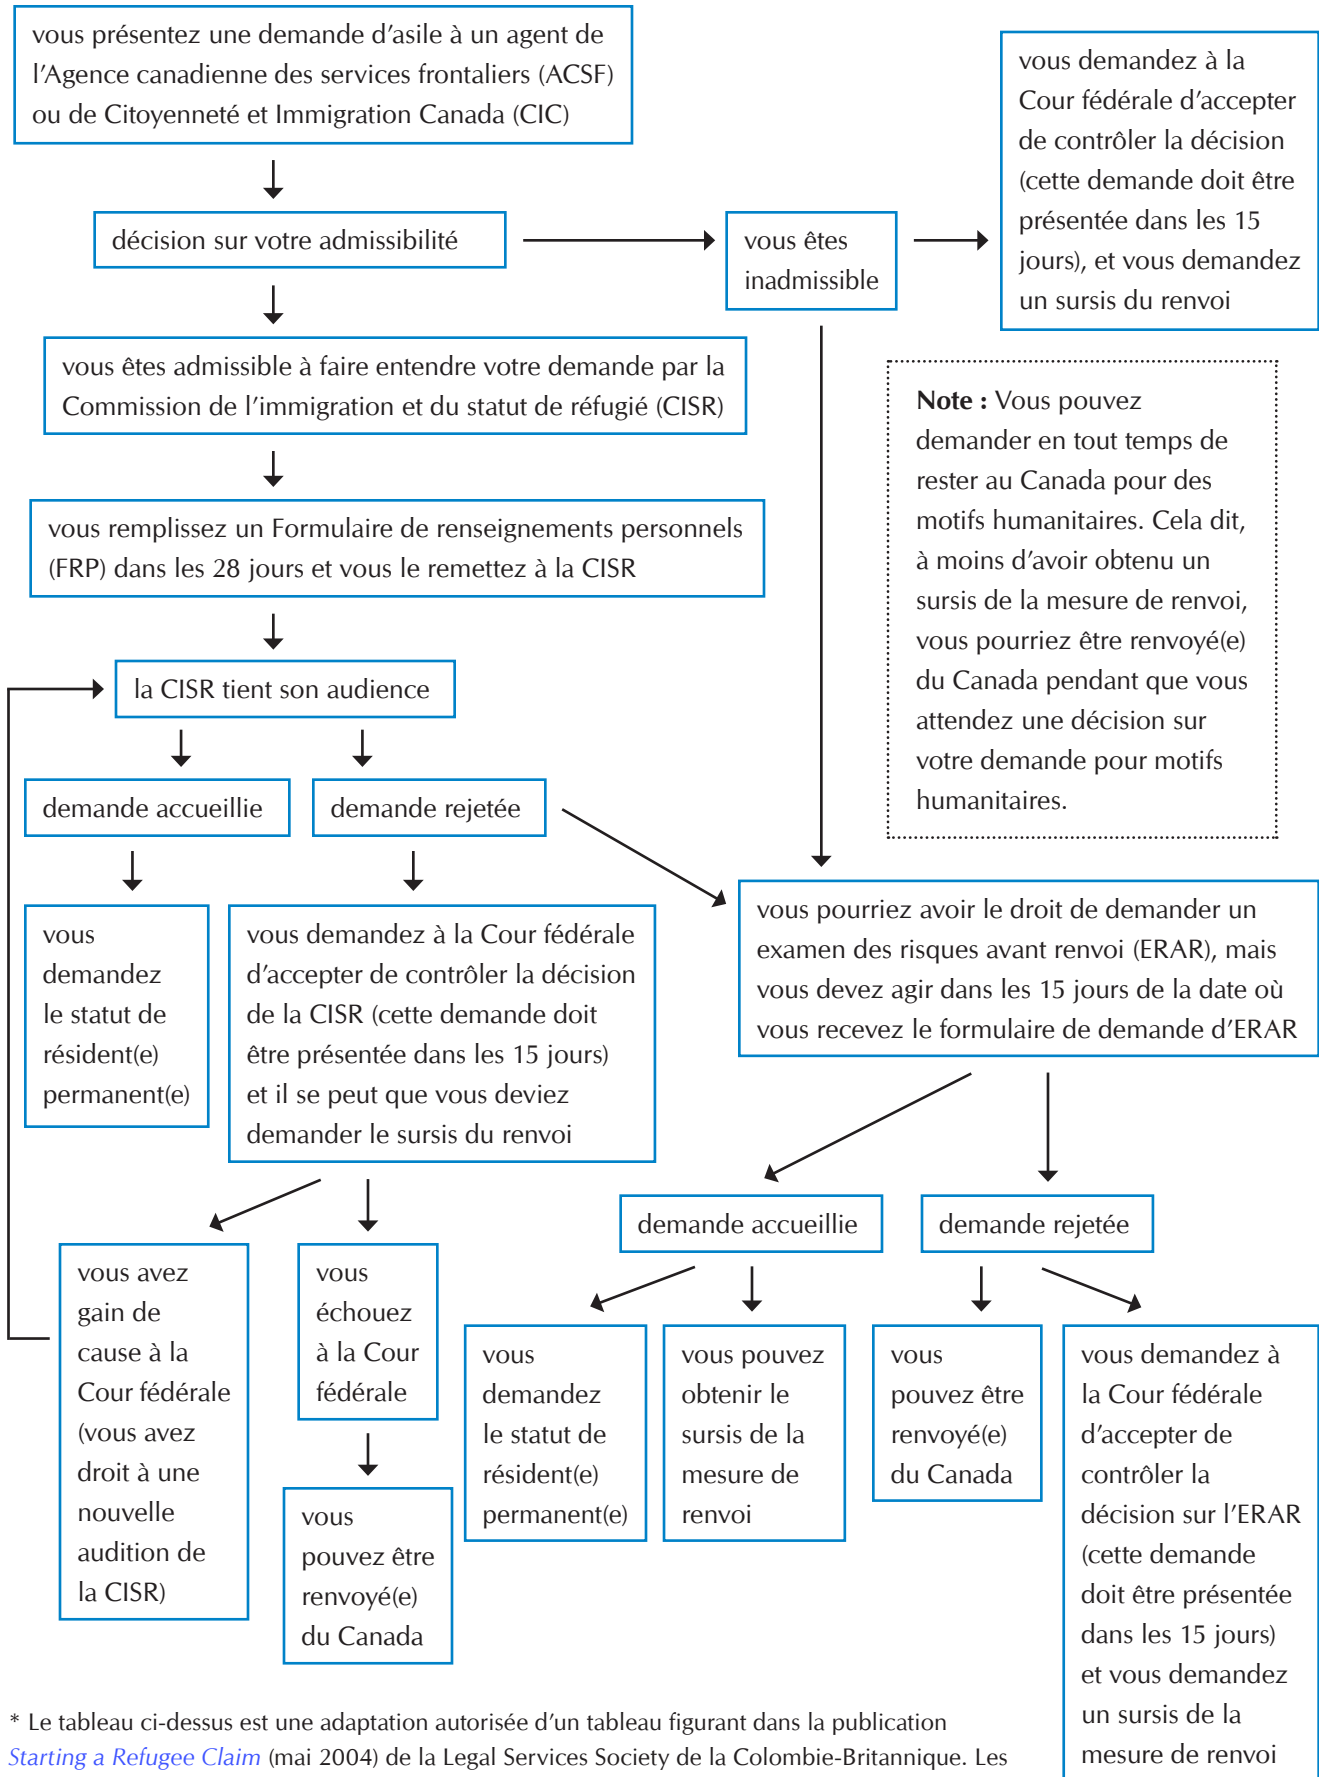 vous présentez une demande d'asile à un agent de
l'Agence canadienne des services frontaliers (ACSF)
ou de Citoyenneté et Immigration Canada (CIC)
vous demandez à la
Cour fédérale d'accepter
de contrôler la décision
(cette demande doit être
présentée dans les 15
jours), et vous demandez
un sursis du renvoi
décision sur votre admissibilité
vous êtes
inadmissible
vous êtes admissible à faire entendre votre demande par la
Commission de l'immigration et du statut de réfugié (CISR)
Note : Vous pouvez
demander en tout temps de
rester au Canada pour des
motifs humanitaires. Cela dit,
à moins d'avoir obtenu un
sursis de la mesure de renvoi,
vous pourriez être renvoyé(e)
du Canada pendant que vous
attendez une décision sur
votre demande pour motifs
humanitaires.
vous remplissez un Formulaire de renseignements personnels
(FRP) dans les 28 jours et vous le remettez à la CISR
la CISR tient son audience
demande accueillie
demande rejetée
vous
demandez
le statut de
résident(e)
permanent(e)
vous demandez à la Cour fédérale
d'accepter de contrôler la décision
de la CISR (cette demande doit
être présentée dans les 15 jours)
et il se peut que vous deviez
demander le sursis du renvoi
vous pourriez avoir le droit de demander un
examen des risques avant renvoi (ERAR), mais
vous devez agir dans les 15 jours de la date où
vous recevez le formulaire de demande d'ERAR
demande accueillie
demande rejetée
vous avez
gain de
cause à la
Cour fédérale
(vous avez
droit à une
nouvelle
audition de
la CISR)
vous
échouez
à la Cour
fédérale
vous
pouvez être
renvoyé(e)
du Canada
vous
demandez
le statut de
résident(e)
permanent(e)
vous pouvez
obtenir le
sursis de la
mesure de
renvoi
vous
pouvez être
renvoyé(e)
du Canada
vous demandez à
la Cour fédérale
d'accepter de
contrôler la
décision sur l'ERAR
(cette demande
doit être présentée
dans les 15 jours)
et vous demandez
un sursis de la
mesure de renvoi
* Le tableau ci-dessus est une adaptation autorisée d'un tableau figurant dans la publication
Starting a Refugee Claim (mai 2004) de la Legal Services Society de la Colombie-Britannique. Les